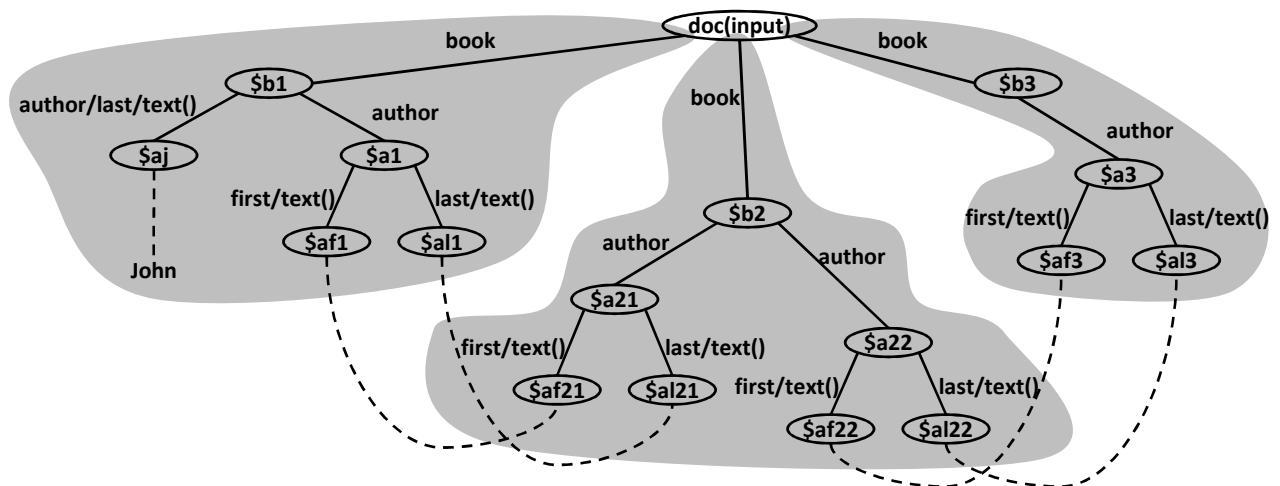 doc(input)
book
book
$b1
$b3
book
author/last/text()
author
author
$aj
$a1
$a3
first/text()
last/text()
$b2
first/text()
last/text()
$af1
$al1
author
author
$af3
$al3
John
$a21
$a22
first/text()
last/text()
$af21
$al21
first/text()
last/text()
$af22
$al22